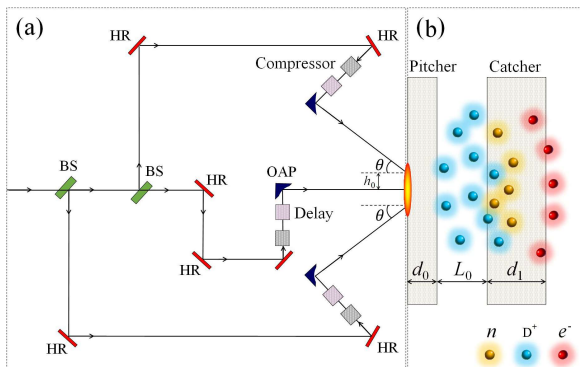 (a)
HR
HR
Compressor
BS
BS
HR
OAP
θ
h₀
θ
Delay
HR
HR
HR
(b)
Pitcher
Catcher
d₀
L₀
d₁
n
D⁺
e⁻